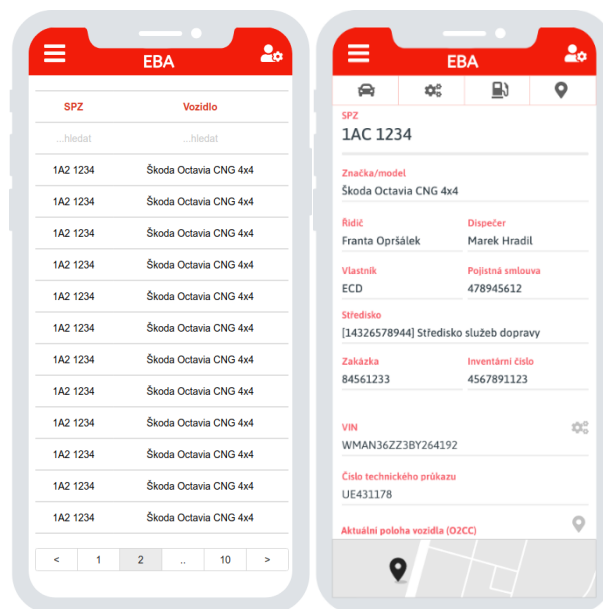 EBA
SPZ Vozidlo
...hledat ...hledat
1A2 1234 Škoda Octavia CNG 4x4
1A2 1234 Škoda Octavia CNG 4x4
1A2 1234 Škoda Octavia CNG 4x4
1A2 1234 Škoda Octavia CNG 4x4
1A2 1234 Škoda Octavia CNG 4x4
1A2 1234 Škoda Octavia CNG 4x4
1A2 1234 Škoda Octavia CNG 4x4
1A2 1234 Škoda Octavia CNG 4x4
1A2 1234 Škoda Octavia CNG 4x4
1A2 1234 Škoda Octavia CNG 4x4
1A2 1234 Škoda Octavia CNG 4x4
1A2 1234 Škoda Octavia CNG 4x4
< 1 2 .. 10 >
EBA
SPZ
1AC 1234
Značka/model
Škoda Octavia CNG 4x4
Řidič Dispečer
Franta Opršálek Marek Hradil
Vlastník Pojistná smlouva
ECD 478945612
Středisko
[14326578944] Středisko služeb dopravy
Zakázka Inventární číslo
84561233 4567891123
VIN
WMAN36ZZ3BY264192
Číslo technického průkazu
UE431178
Aktuální poloha vozidla (O2CC)